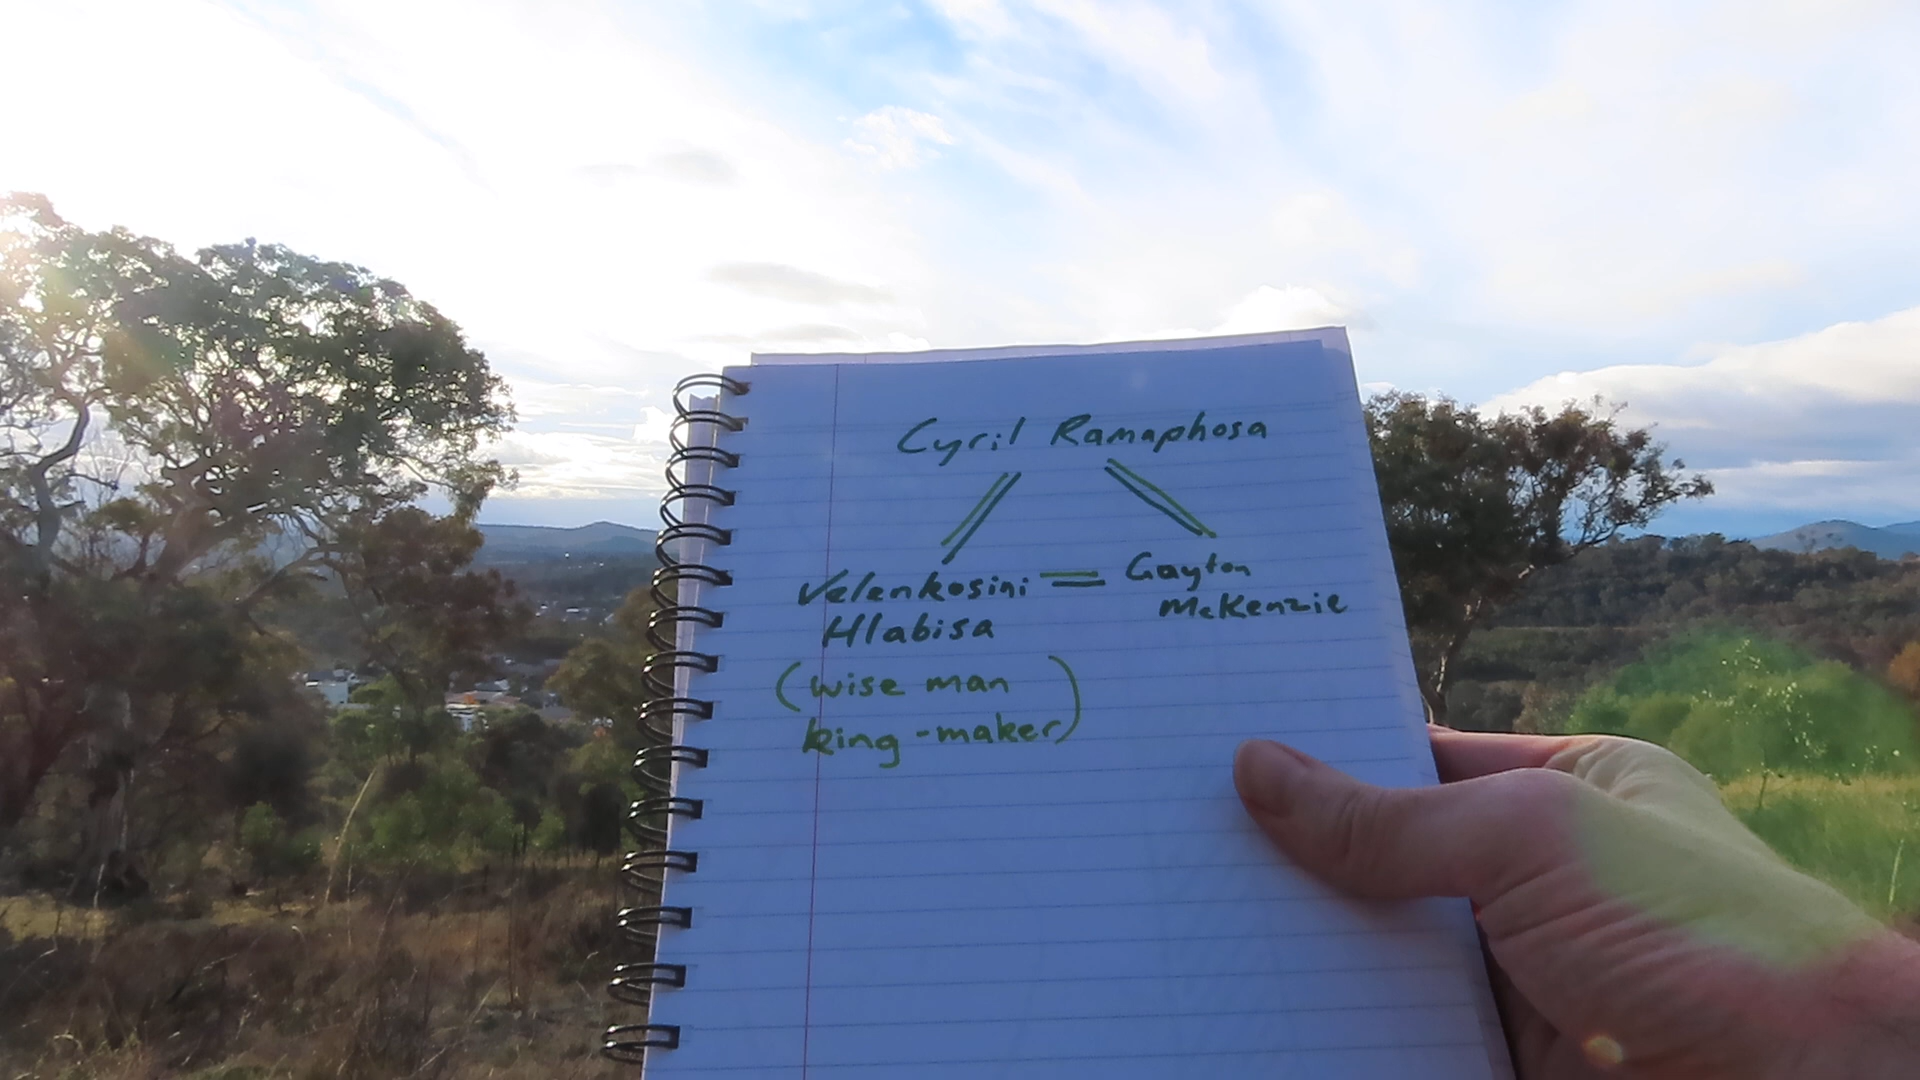 Cyril Ramaphosa
Velenkosini
Hlabisa
Gayton
McKenzie
(wise man
king-maker)